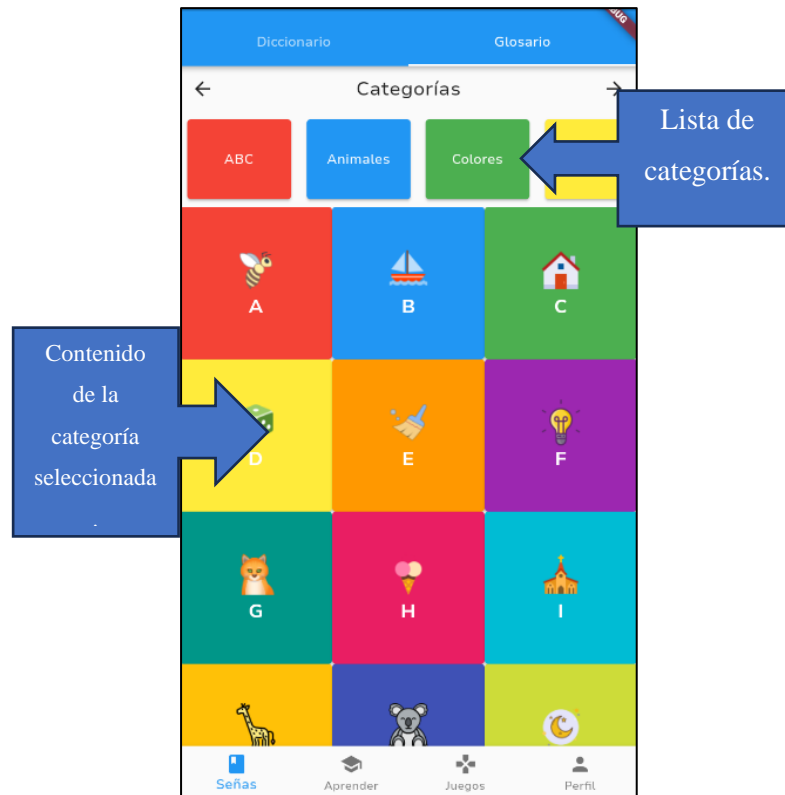 Diccionario
Glosario
Categorías
ABC
Animales
Colores
Lista de
categorías.
A
B
C
Contenido
de la
categoría
seleccionada
.
D
E
F
G
H
I
Señas
Aprender
Juegos
Perfil